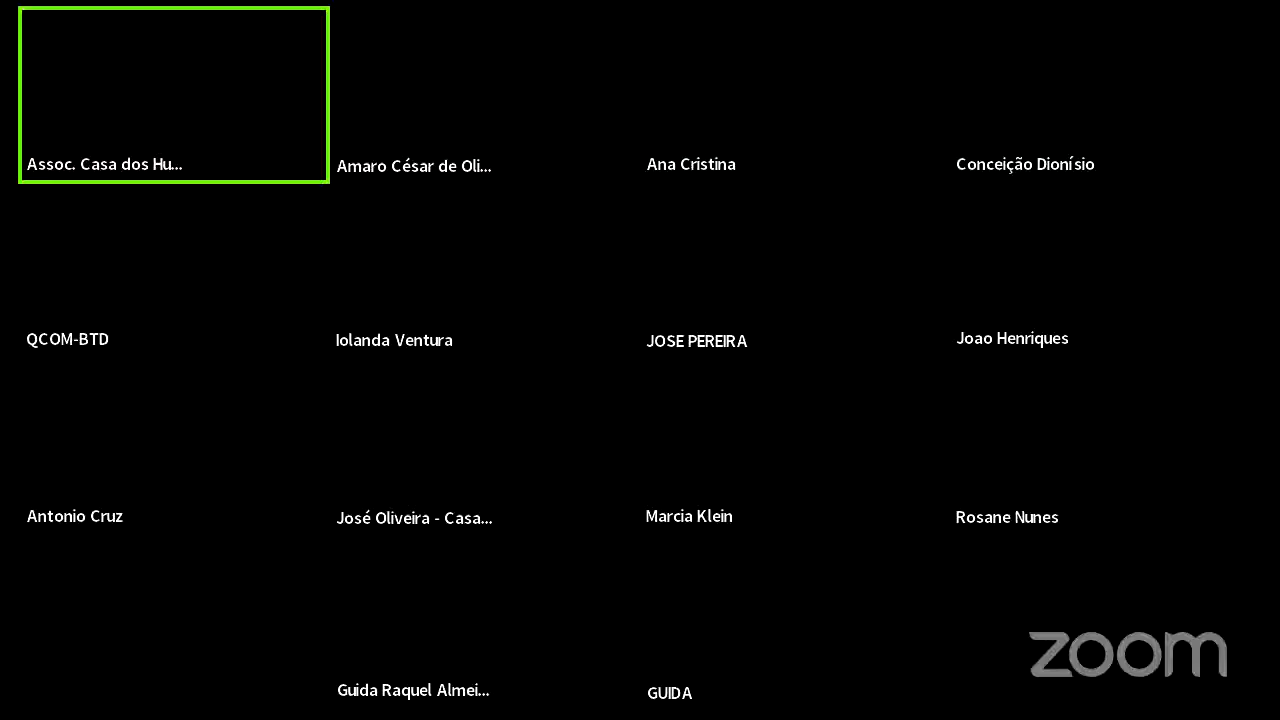 Assoc. Casa dos Hu...
Amaro César de Oli...
Ana Cristina
Conceição Dionísio
QCOM-BTD
Iolanda Ventura
JOSE PEREIRA
Joao Henriques
Antonio Cruz
José Oliveira - Casa...
Marcia Klein
Rosane Nunes
Guida Raquel Almei...
GUIDA
zoom